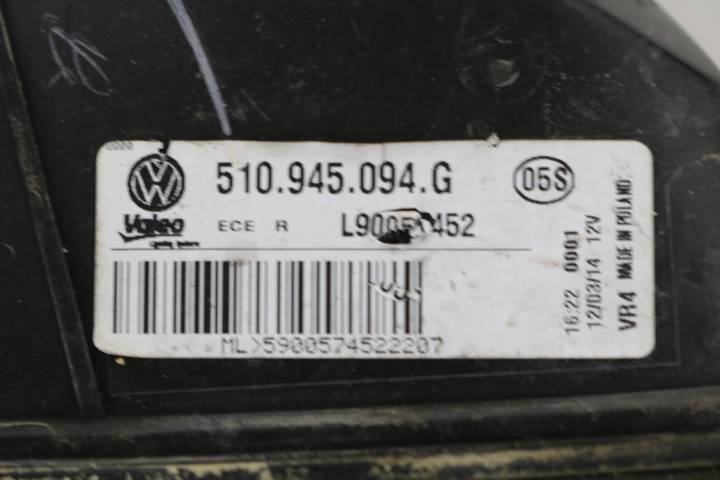 510.945.094.G
05S
VW
Valeo
ECE R
ML>5900574522207
16:22 0001
12/03/14 12V
VR4 MADE IN POLAND